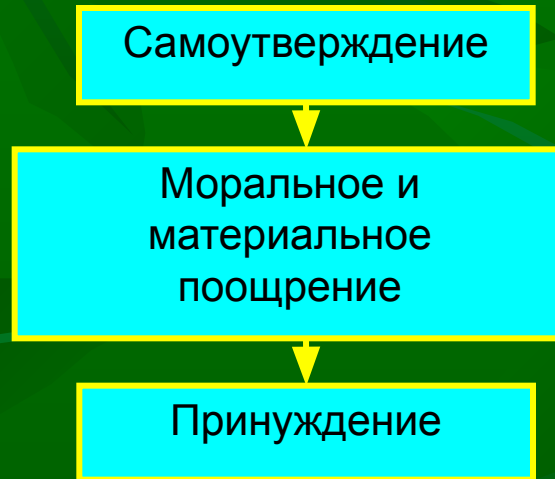 Самоутверждение
Моральное и
материальное
поощрение
Принуждение